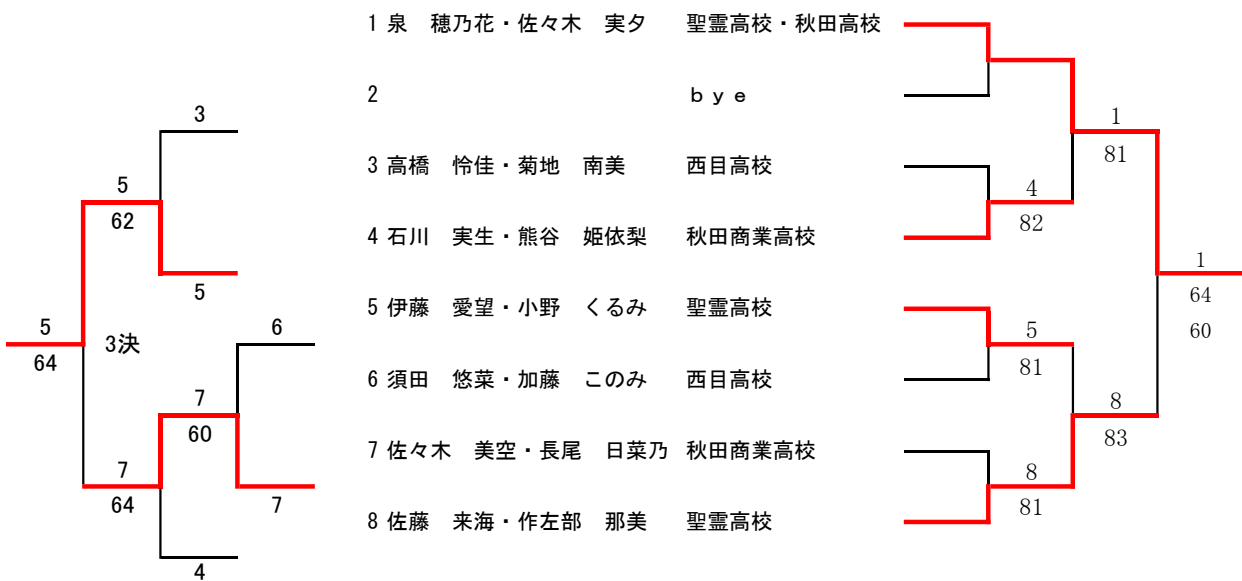 1 泉　穂乃花・佐々木　実夕　聖霊高校・秋田高校
2　ｂｙｅ
3 高橋　怜佳・菊地　南美　西目高校
4 石川　実生・熊谷　姫依梨　秋田商業高校
5 伊藤　愛望・小野　くるみ　聖霊高校
6 須田　悠菜・加藤　このみ　西目高校
7 佐々木　美空・長尾　日菜乃　秋田商業高校
8 佐藤　来海・作左部　那美　聖霊高校
3
5
62
5
6
5
64
3決
7
60
7
64
7
4
1
81
4
82
1
64
60
5
81
8
83
8
81